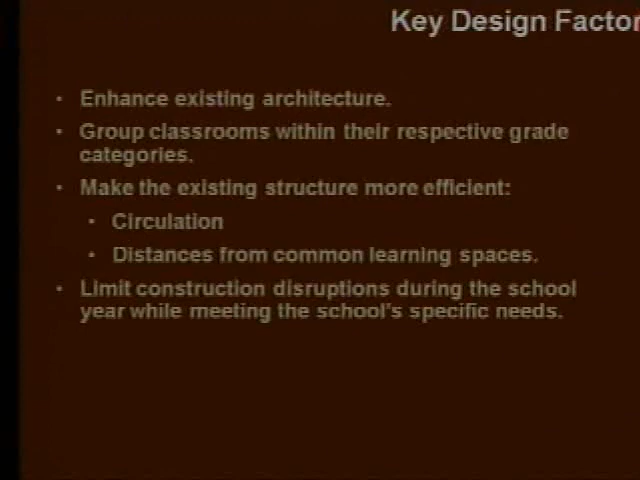 Key Design Factor
• Enhance existing architecture.
• Group classrooms within their respective grade
categories.
• Make the existing structure more efficient:
• Circulation
• Distances from common learning spaces.
• Limit construction disruptions during the school
year while meeting the school's specific needs.